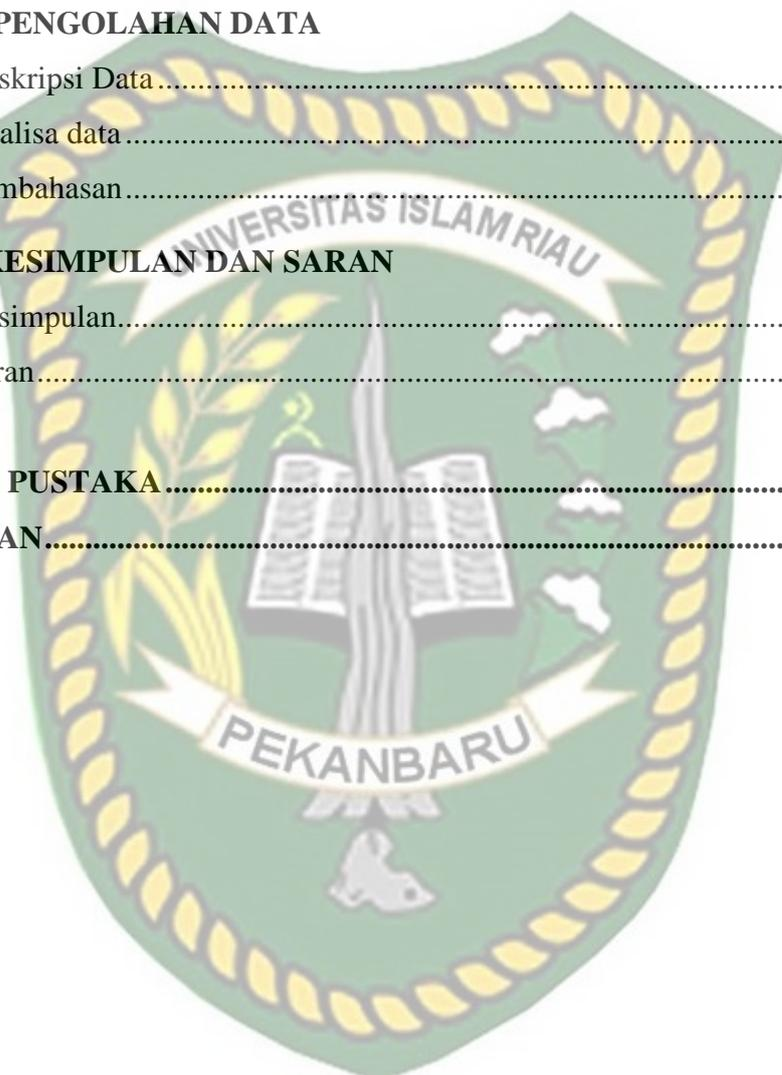 PENGOLAHAN DATA
skripsi Data........................................................................
alisa data............................................................................
mbahasan............................................................................
UNIVERSITAS ISLAM RIAU
KESIMPULAN DAN SARAN
simpulan.............................................................................
ran.......................................................................................
PUSTAKA........................................................................
AN......................................................................................
PEKANBARU